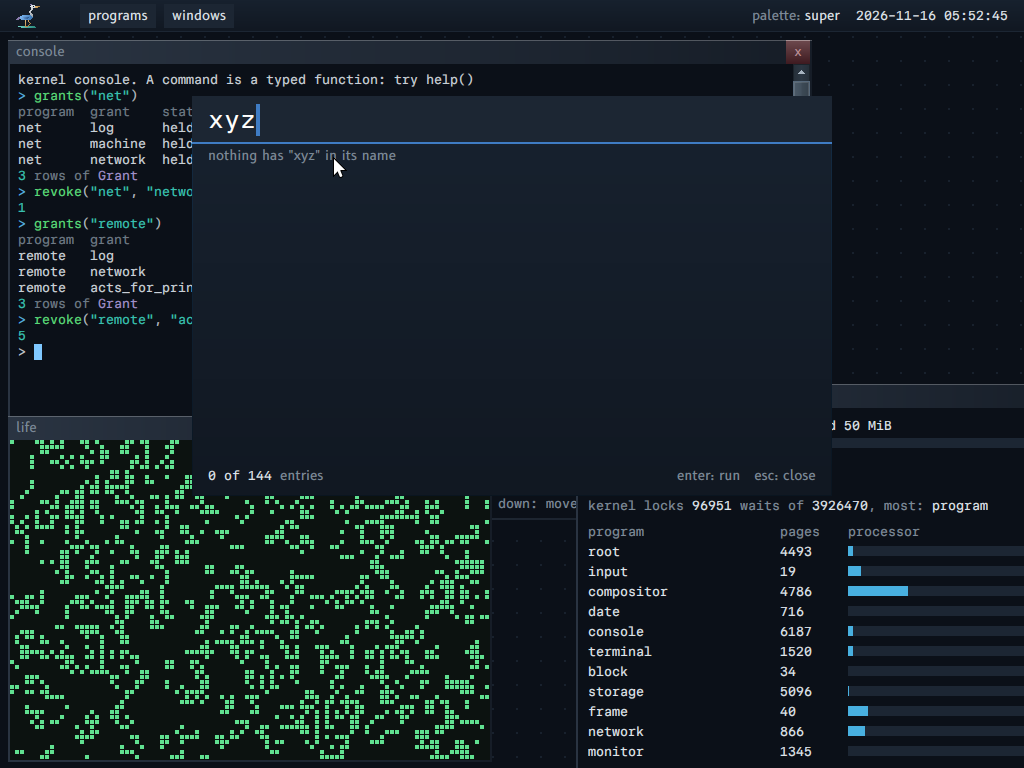 programs windows palette: super 2026-11-16 05:52:45
console x
kernel console. A command is a typed function: try help()
> grants("net")
program grant stat
net log held
net machine held
net network held
3 rows of Grant
> revoke("net", "netwo
1
> grants("remote")
program grant
remote log
remote network
remote acts_for_prin
3 rows of Grant
> revoke("remote", "ac
5
>
xyz
nothing has "xyz" in its name
0 of 144 entries enter: run esc: close
life
d 50 MiB
down: move
kernel locks 96951 waits of 3926470, most: program
program pages processor
root 4493
input 19
compositor 4786
date 716
console 6187
terminal 1520
block 34
storage 5096
frame 40
network 866
monitor 1345